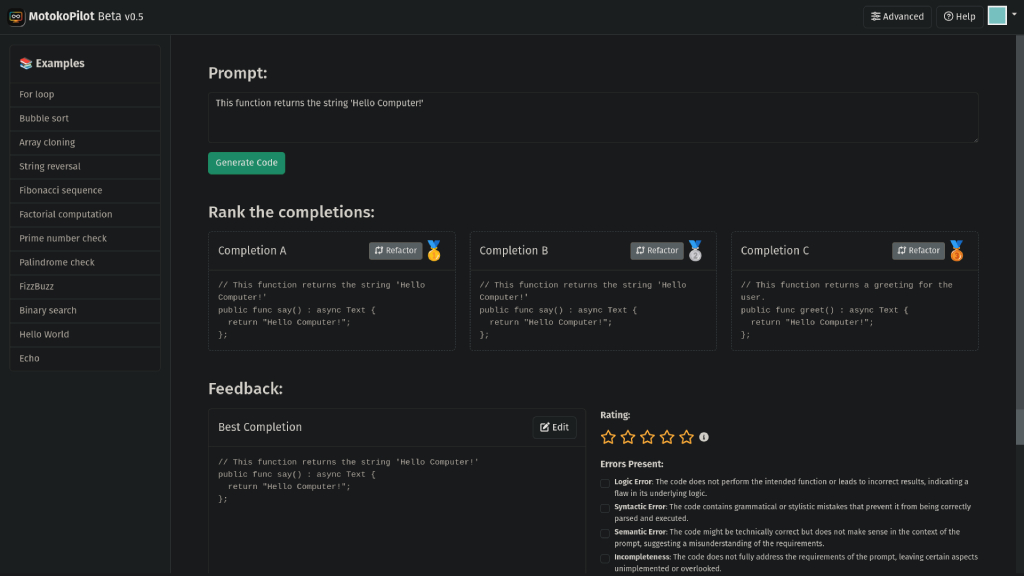 MotokoPilot Beta v0.5
Advanced
Help
Examples
For loop
Bubble sort
Array cloning
String reversal
Fibonacci sequence
Factorial computation
Prime number check
Palindrome check
FizzBuzz
Binary search
Hello World
Echo
Prompt:
This function returns the string 'Hello Computer!'
Generate Code
Rank the completions:
Completion A
Refactor
1
// This function returns the string 'Hello
Computer!'
public func say() : async Text {
return "Hello Computer!";
};
Completion B
Refactor
2
// This function returns the string 'Hello
Computer!'
public func say() : async Text {
return "Hello Computer!";
};
Completion C
Refactor
3
// This function returns a greeting for the
user.
public func greet() : async Text {
return "Hello Computer!";
};
Feedback:
Best Completion
Edit
// This function returns the string 'Hello Computer!'
public func say() : async Text {
return "Hello Computer!";
};
Rating:
Errors Present:
Logic Error: The code does not perform the intended function or leads to incorrect results, indicating a
flaw in its underlying logic.
Syntactic Error: The code contains grammatical or stylistic mistakes that prevent it from being correctly
parsed and executed.
Semantic Error: The code might be technically correct but does not make sense in the context of the
prompt, suggesting a misunderstanding of the requirements.
Incompleteness: The code does not fully address the requirements of the prompt, leaving certain aspects
unimplemented or overlooked.